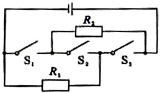 R₂
S₁ S₂ S₃
R₁